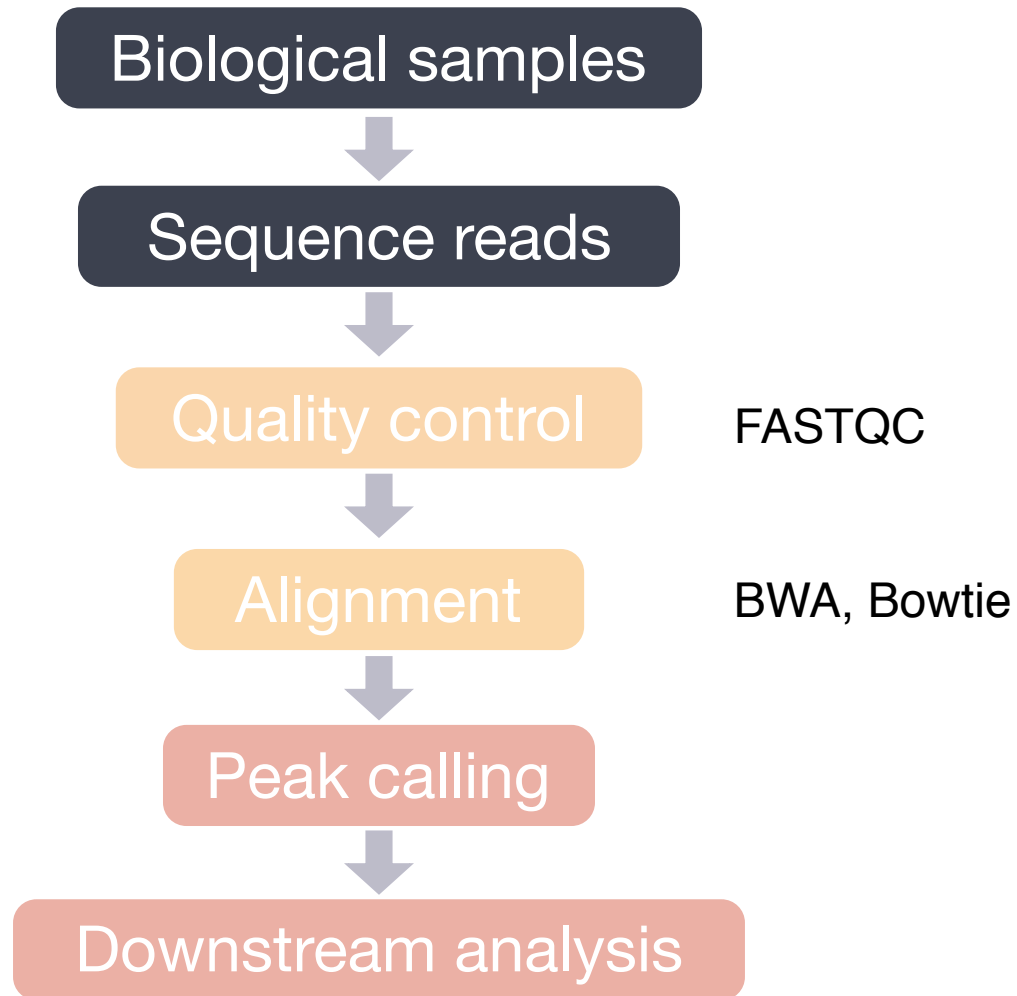 Biological samples
Sequence reads
Quality control
FASTQC
Alignment
BWA, Bowtie
Peak calling
Downstream analysis